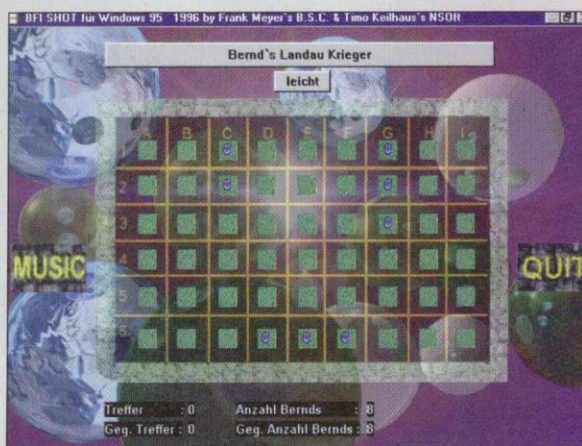 BFI SHOT für Windows 95 1996 by Frank Meyer's B.S.C. & Timo Keilhaus's NSOft
Bernd`s Landau Krieger
leicht
A B C D E F G H I
1
2
3
4
5
6
MUSIC
QUIT
Treffer : 0 Anzahl Bernds : 8
Geg. Treffer : 0 Geg. Anzahl Bernds : 8